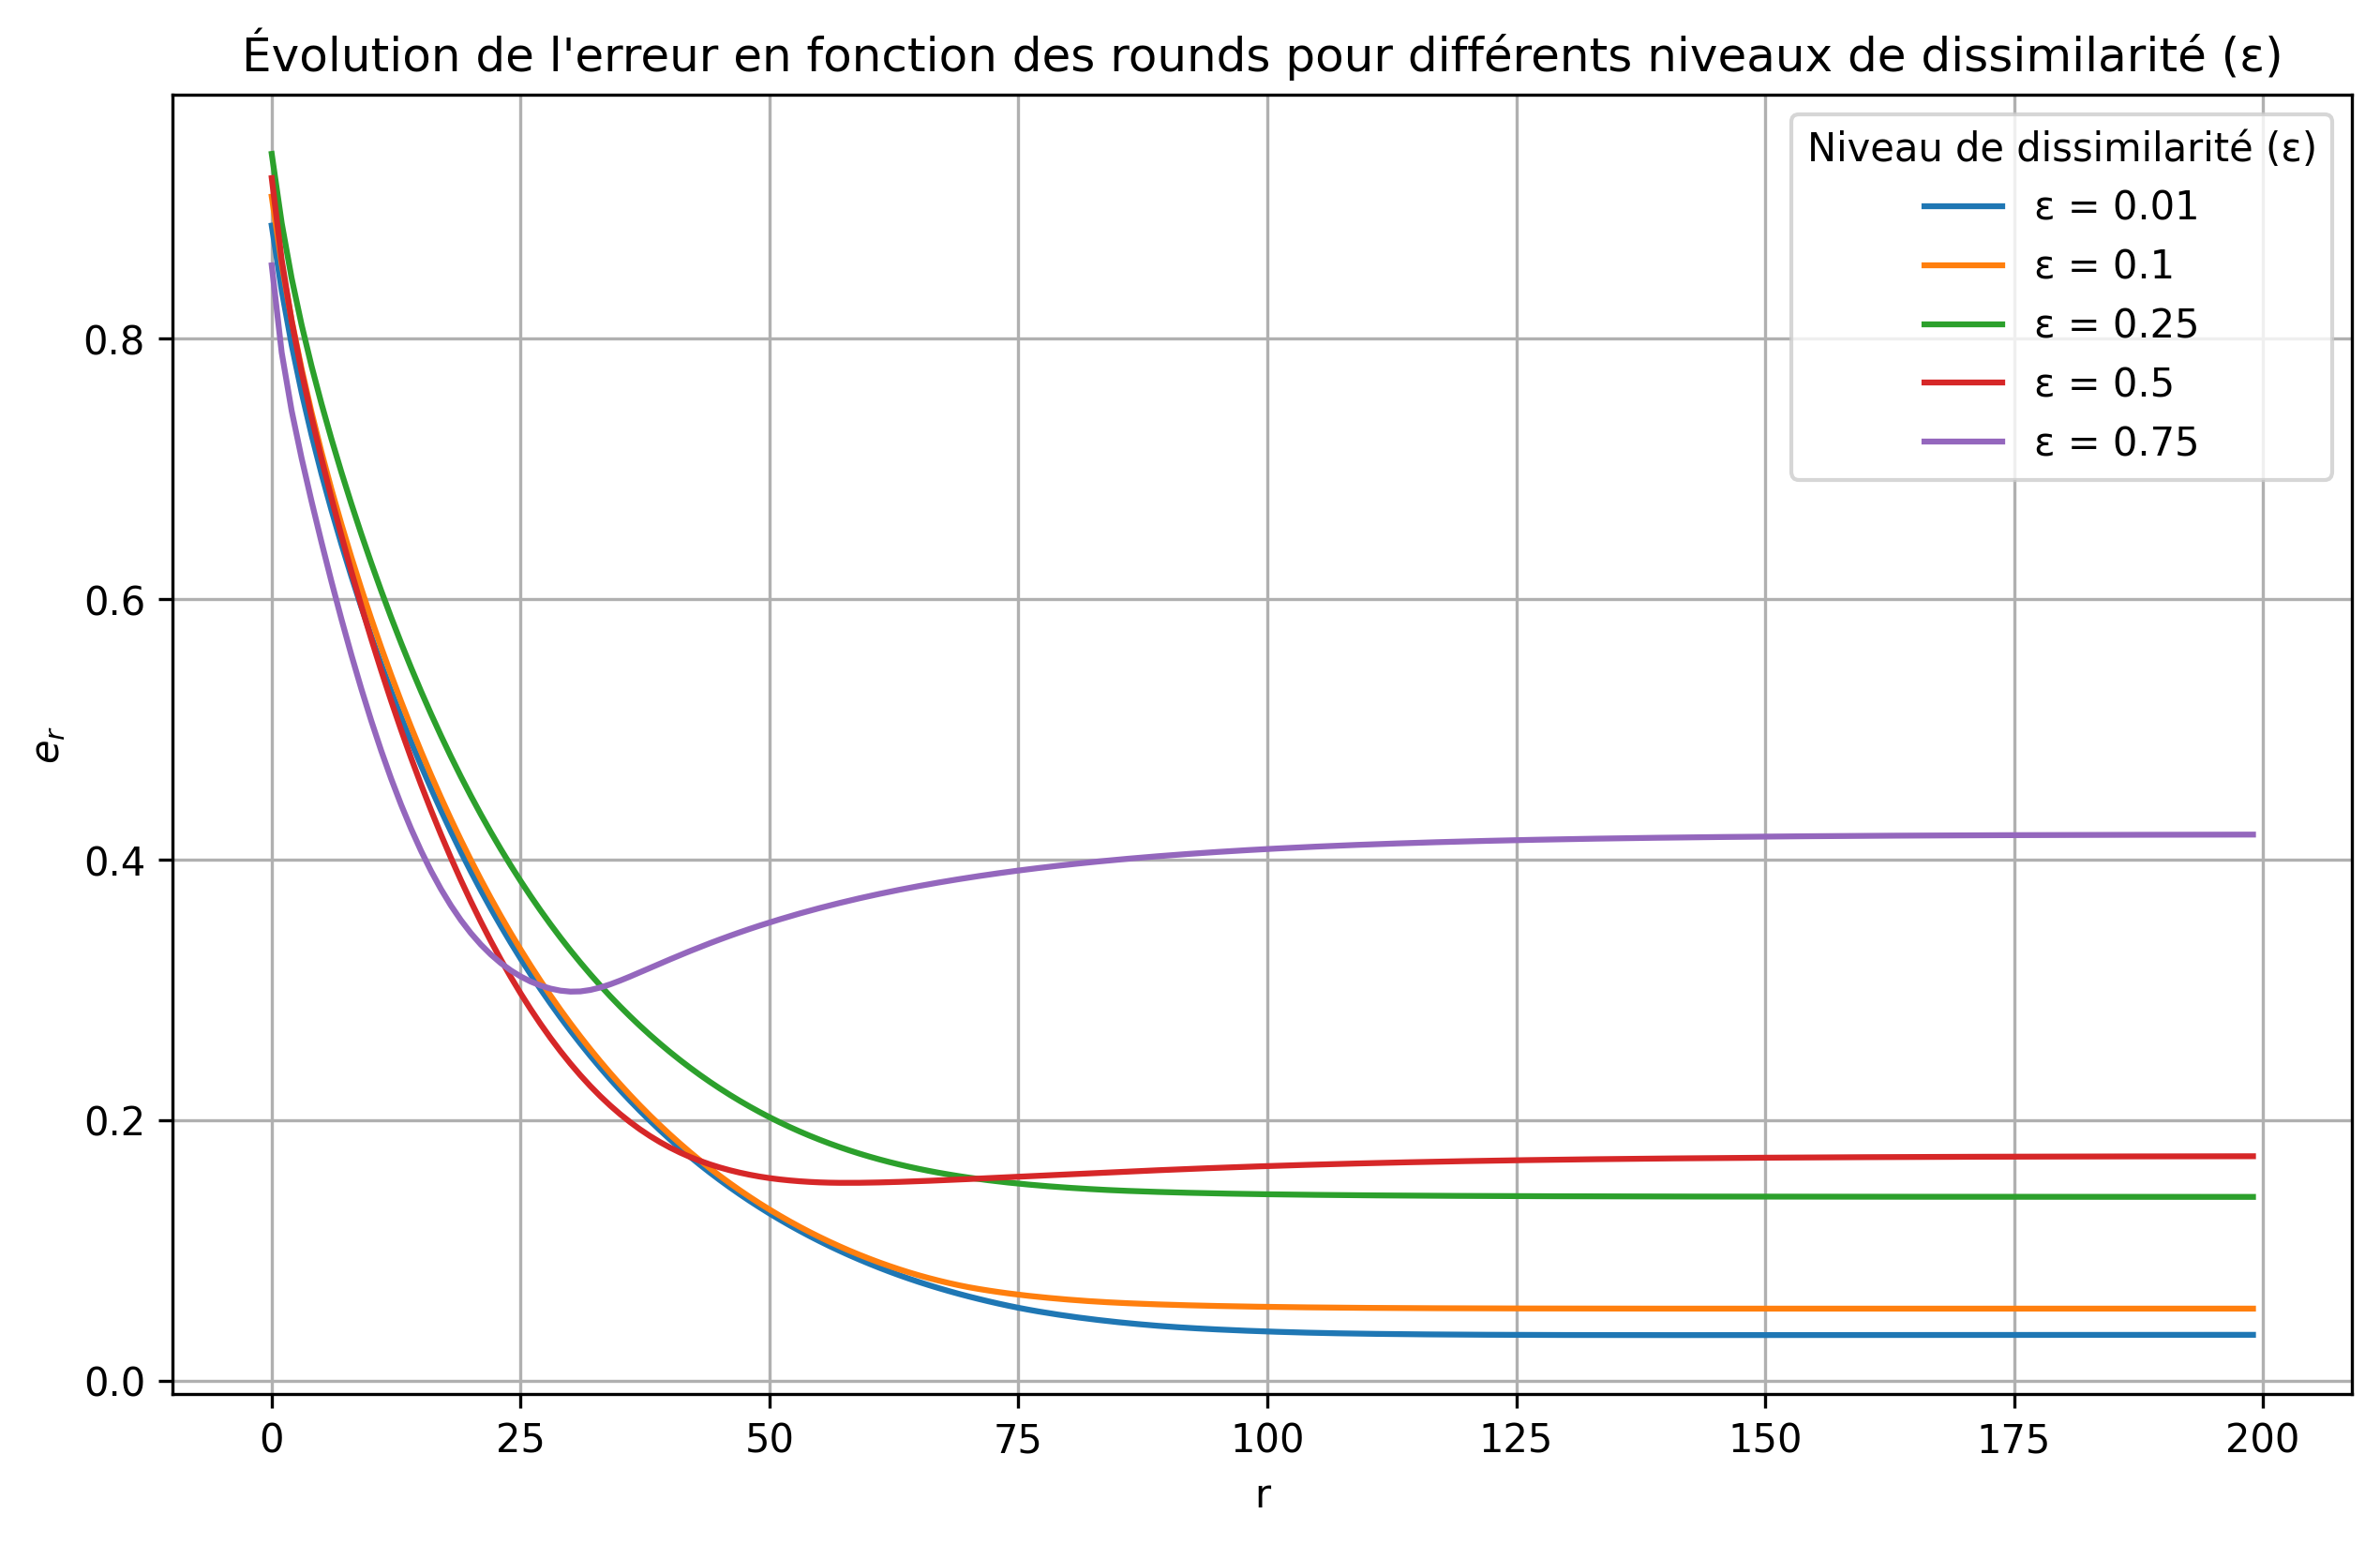 Évolution de l'erreur en fonction des rounds pour différents niveaux de dissimilarité (ε)
Niveau de dissimilarité (ε)
ε = 0.01
ε = 0.1
ε = 0.25
ε = 0.5
ε = 0.75
0.8
0.6
0.4
0.2
0.0
e_r
0 25 50 75 100 125 150 175 200
r